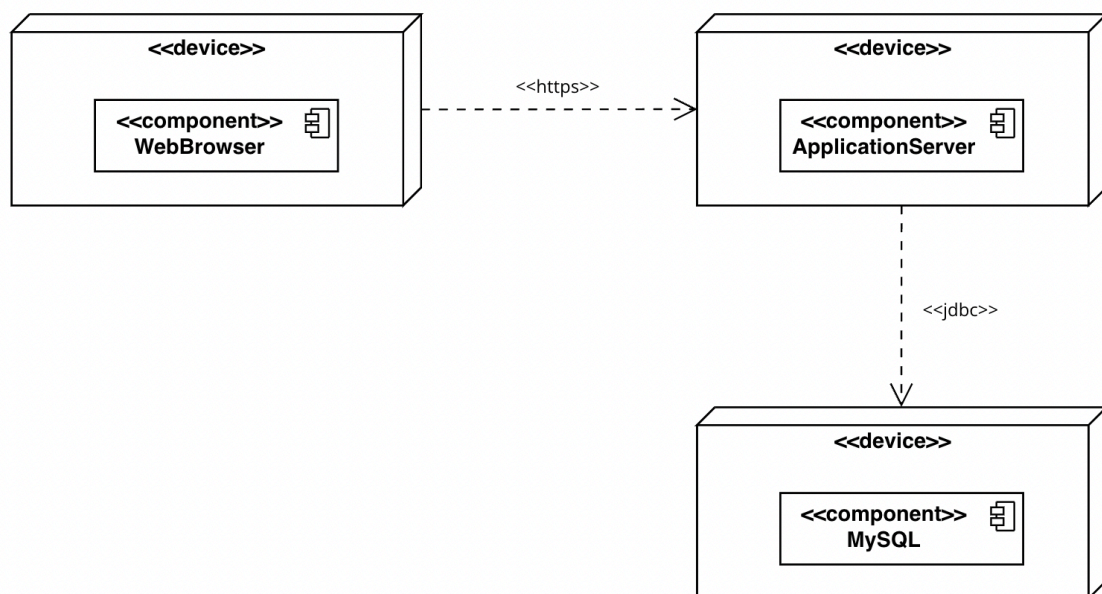 <<device>>
<<component>>
WebBrowser
<<https>>
<<device>>
<<component>>
ApplicationServer
<<jdbc>>
<<device>>
<<component>>
MySQL